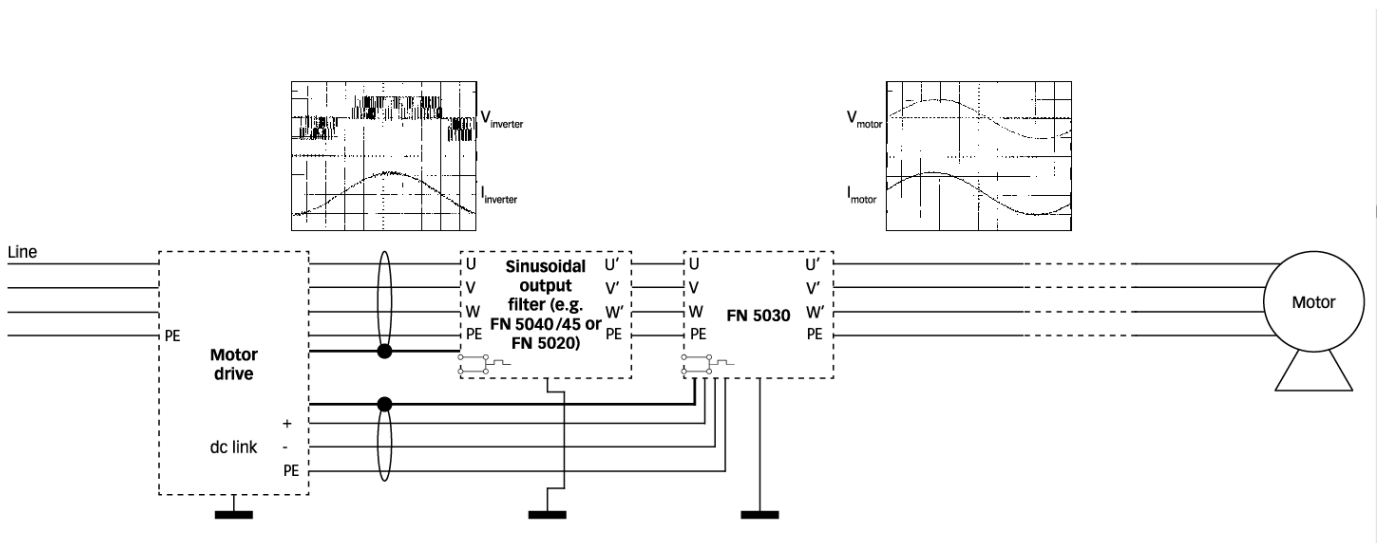 V inverter
I inverter
V motor
I motor
Line
PE
Motor
drive
+
dc link -
PE
U
V
W
PE
Sinusoidal
output
filter (e.g.
FN 5040/45 or
FN 5020)
U'
V'
W'
PE
U
V
W
PE
FN 5030
U'
V'
W'
PE
Motor